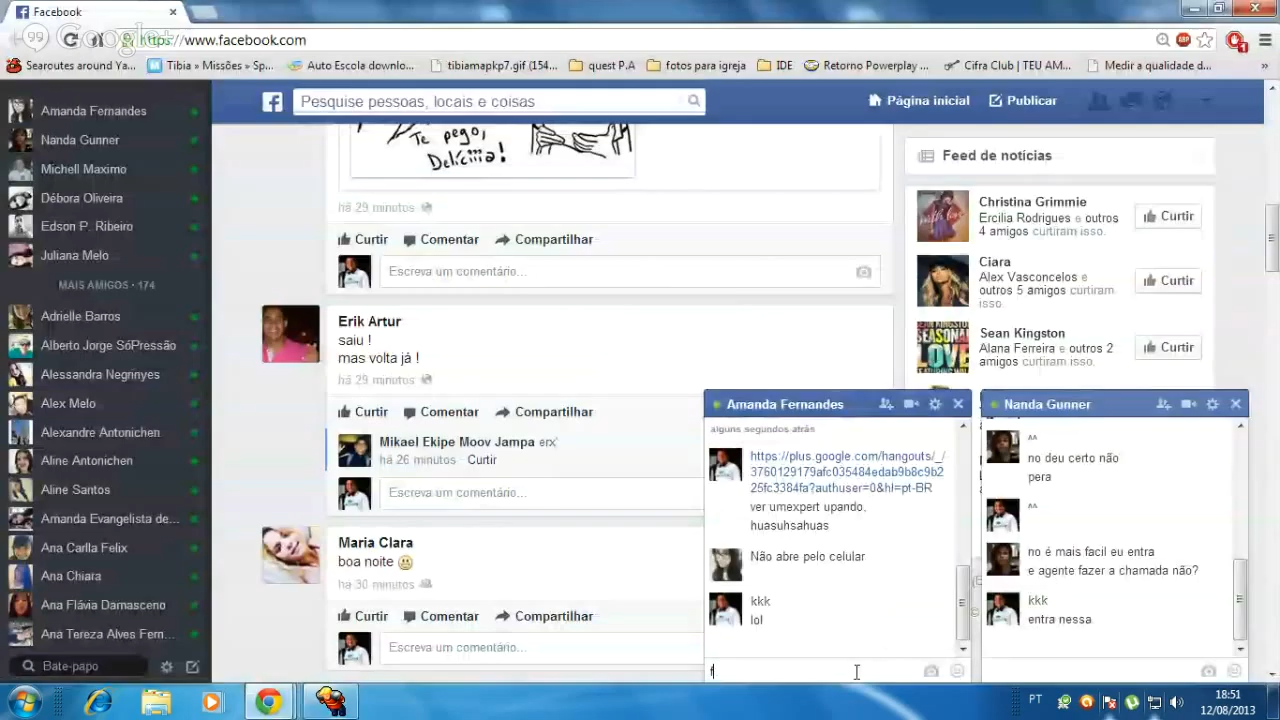 Facebook
Google+
https://www.facebook.com
Searcutes around Ya...
Tibia » Missões » Sp...
Auto Escola downlo...
tibiamapkp7.gif (154...
quest P.A
fotos para igreja
IDE
Retorno Powerplay ...
Cifra Club | TEU AM...
Medir a qualidade d...
Amanda Fernandes
Nanda Gunner
Michell Maximo
Débora Oliveira
Edson P. Ribeiro
Juliana Melo
MAIS AMIGOS · 174
Adrielle Barros
Alberto Jorge SóPressão
Alessandra Negrinyes
Alex Melo
Alexandre Antonichen
Aline Antonichen
Aline Santos
Amanda Evangelista de...
Ana Carlla Felix
Ana Chiara
Ana Flávia Damasceno
Ana Tereza Alves Fern...
Bate-papo
Pesquise pessoas, locais e coisas
Página inicial
Publicar
Te pego,
Delíciiia!
há 29 minutos
Curtir Comentar Compartilhar
Escreva um comentário...
Erik Artur
saiu !
mas volta já !
há 29 minutos
Curtir Comentar Compartilhar
Mikael Ekipe Moov Jampa erx'
há 26 minutos Curtir
Escreva um comentário...
Maria Clara
boa noite
há 30 minutos
Curtir Comentar Compartilhar
Escreva um comentário...
Feed de notícias
Christina Grimmie
Ercilia Rodrigues e outros
4 amigos curtiram isso.
Curtir
Ciara
Alex Vasconcelos e
outros 5 amigos curtiram
isso.
Curtir
Sean Kingston
Alana Ferreira e outros 2
amigos curtiram isso.
Curtir
Amanda Fernandes
alguns segundos atrás
https://plus.google.com/hangouts/_/
3760129179afc035484edab9b8c9b2
25fc3384fa?authuser=0&hl=pt-BR
ver umexpert upando,
huasuhsahuas
Não abre pelo celular
kkk
lol
f
Nanda Gunner
^^
no deu certo não
pera
^^
no é mais facil eu entra
e agente fazer a chamada não?
kkk
entra nessa
PT
18:51
12/08/2013